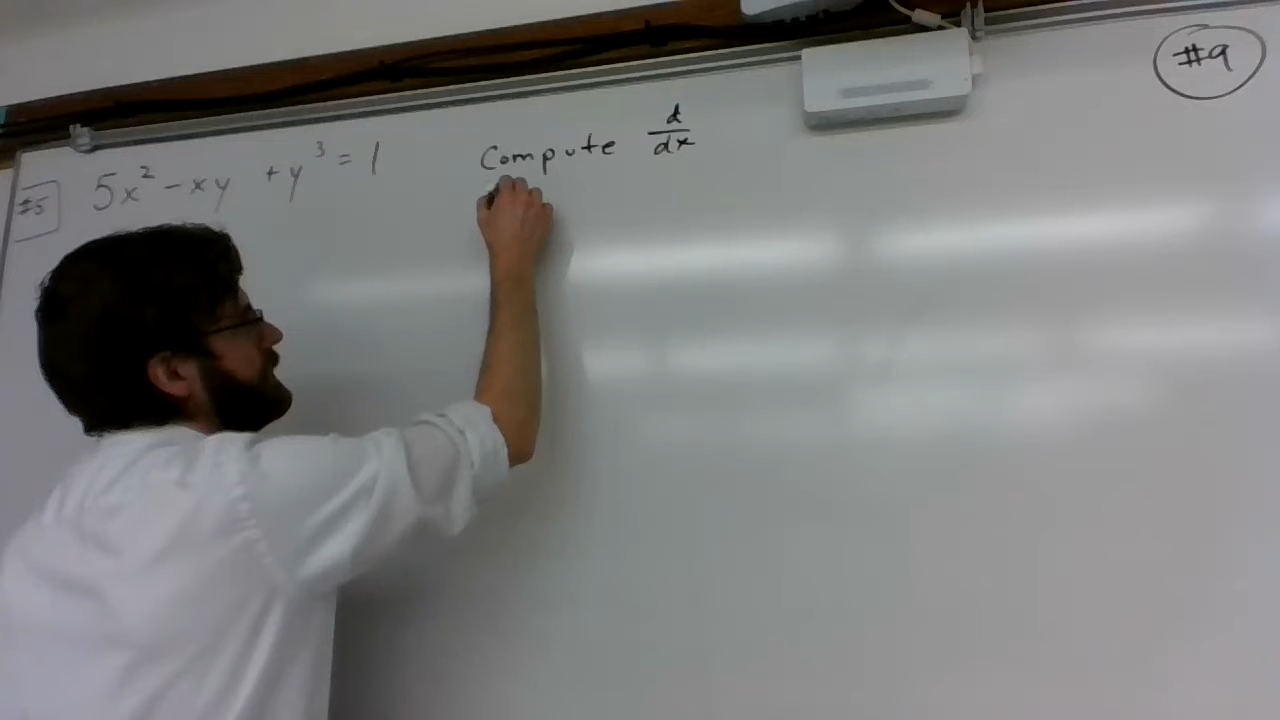 #9
#5 5x² - xy + y³ = 1 Compute d/dx